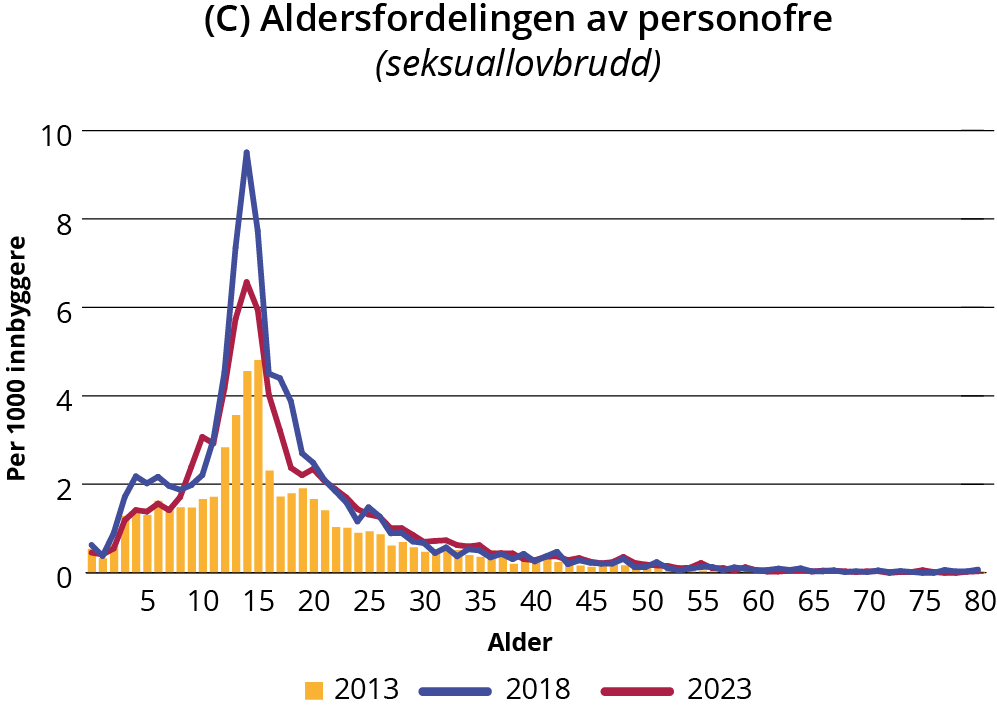 (C) Aldersfordelingen av personofre
(seksuallovbrudd)
Per 1000 innbyggere
10
8
6
4
2
0
5 10 15 20 25 30 35 40 45 50 55 60 65 70 75 80
Alder
2013 2018 2023